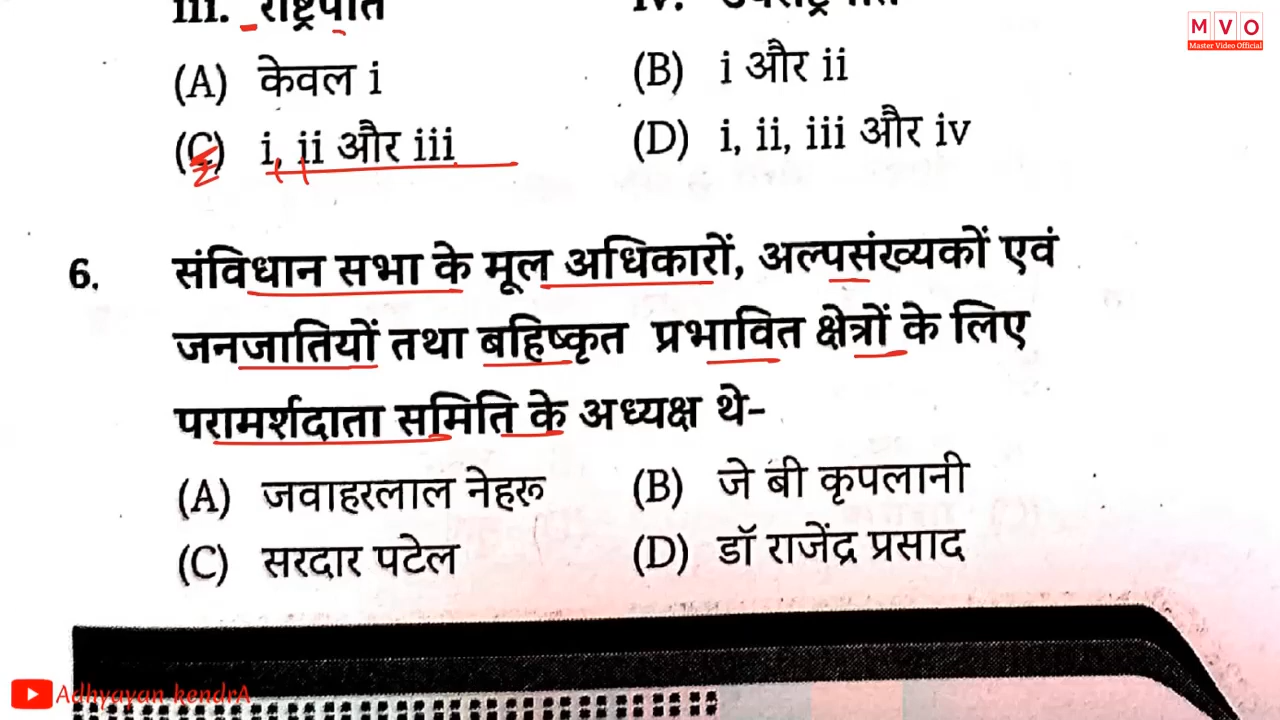 iii. राष्ट्रपति
iv.
M V O
Master Video Official
(A) केवल i
(B) i और ii
(C) i, ii और iii
(D) i, ii, iii और iv
6. संविधान सभा के मूल अधिकारों, अल्पसंख्यकों एवं
जनजातियों तथा बहिष्कृत प्रभावित क्षेत्रों के लिए
परामर्शदाता समिति के अध्यक्ष थे-
(A) जवाहरलाल नेहरू
(B) जे बी कृपलानी
(C) सरदार पटेल
(D) डॉ राजेंद्र प्रसाद
Adhyayan kendrA